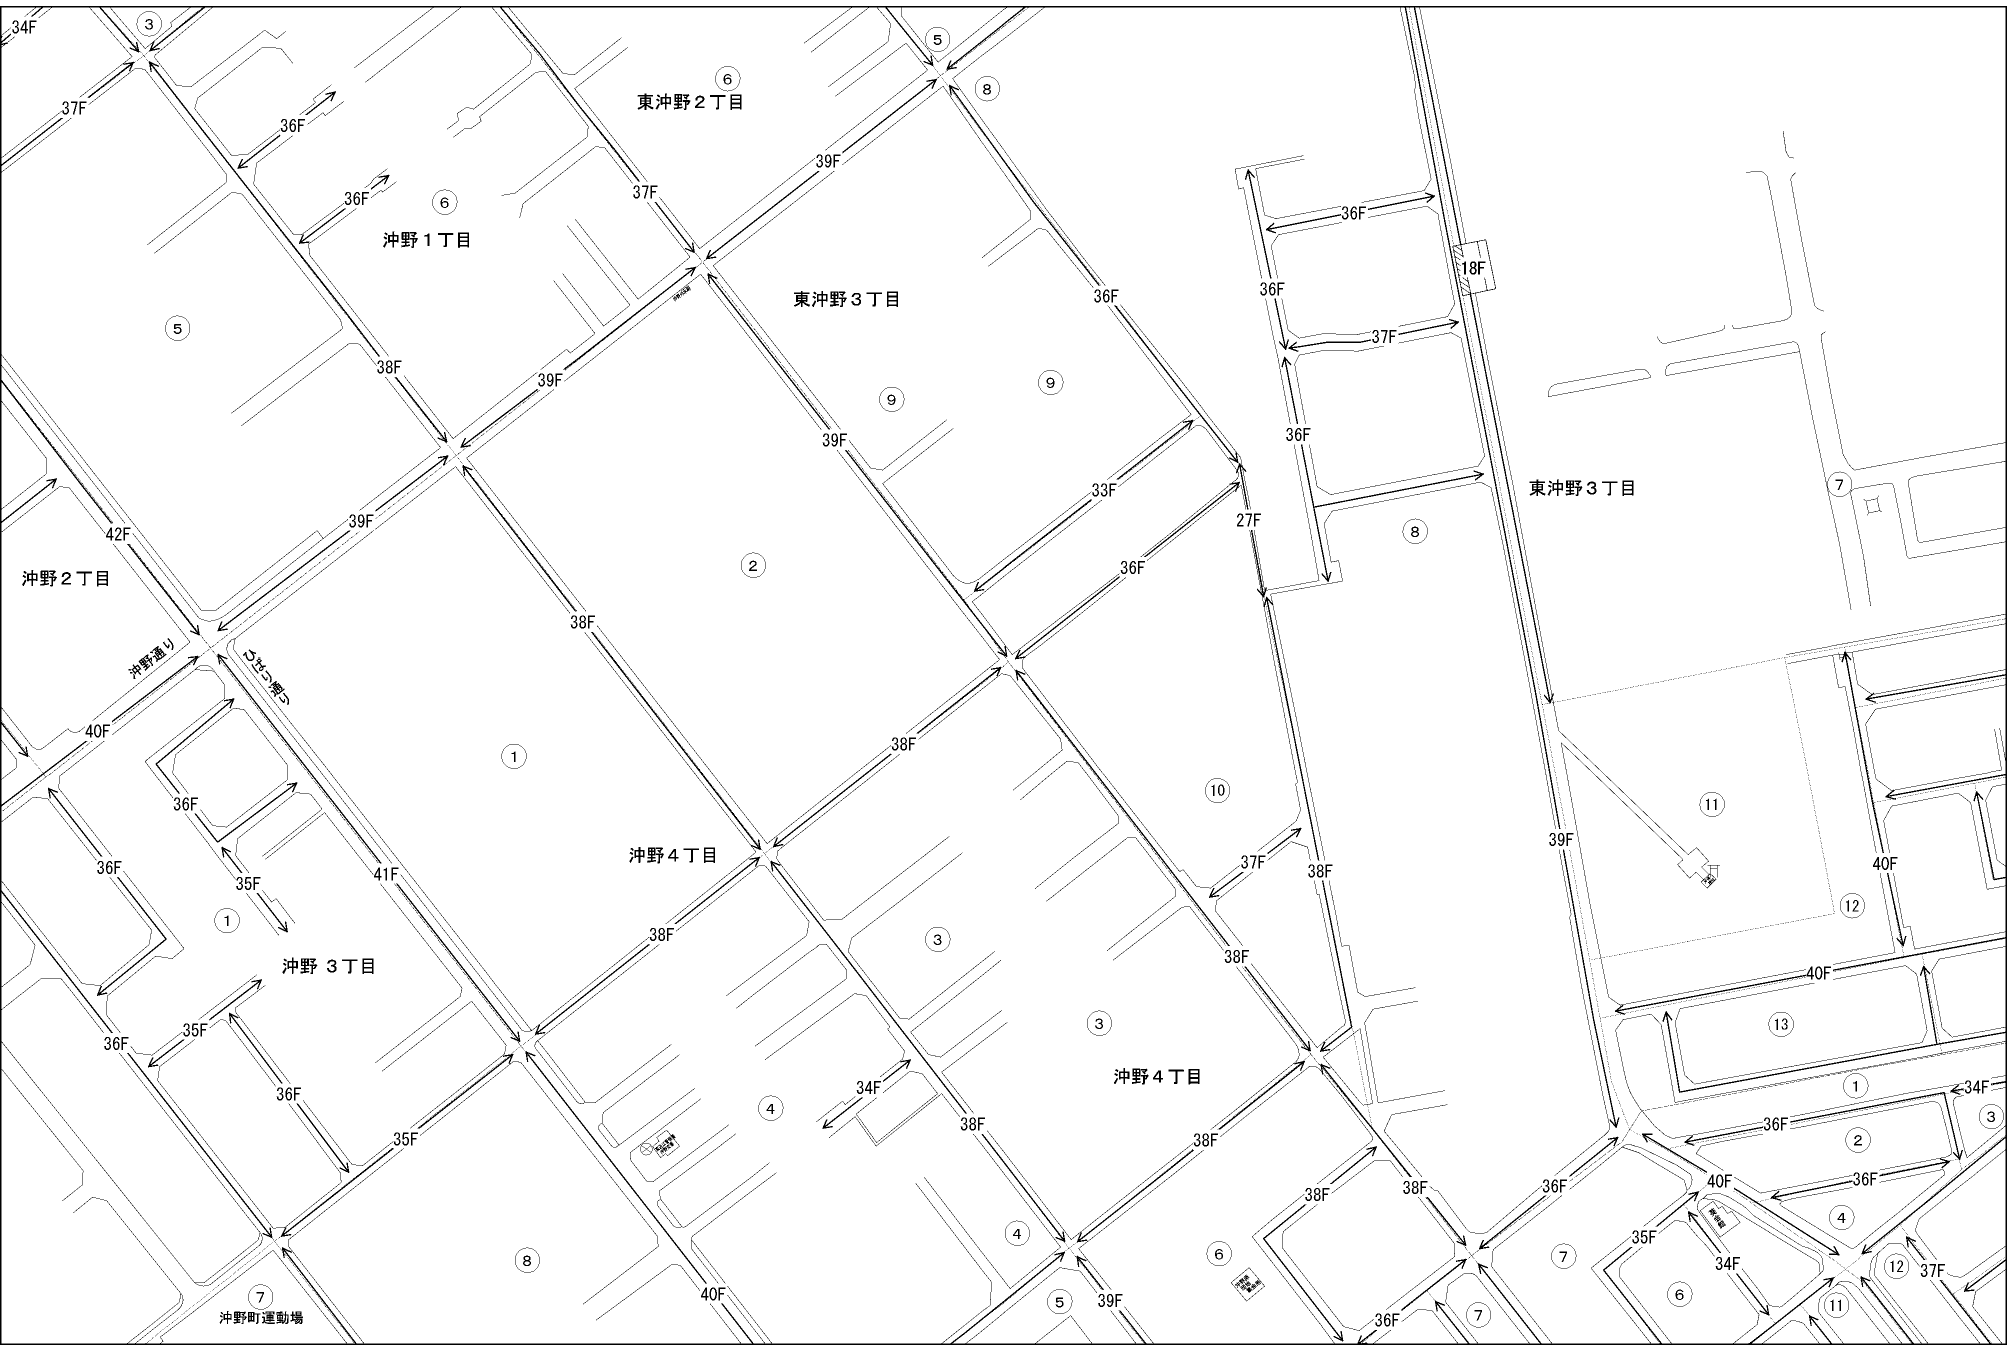 34F
③
⑤
37F
36F
⑥
東沖野２丁目
⑧
39F
36F
⑥
37F
36F
沖野１丁目
東沖野３丁目
36F
36F
18F
⑤
38F
39F
37F
⑨
⑨
39F
36F
33F
東沖野３丁目
⑦
42F
39F
27F
⑧
沖野２丁目
②
36F
38F
沖野通り
ひばり通り
40F
①
38F
⑩
⑪
36F
39F
36F
沖野４丁目
37F
38F
40F
35F
41F
①
38F
③
⑫
沖野 ３丁目
38F
40F
35F
36F
③
⑬
36F
沖野４丁目
34F
④
①
34F
③
35F
38F
38F
36F
②
38F
38F
36F
40F
36F
④
④
⑧
⑥
⑦
35F
34F
葵会館
⑫
37F
⑦
沖野町運動場
40F
⑤
39F
36F
⑦
⑥
⑪